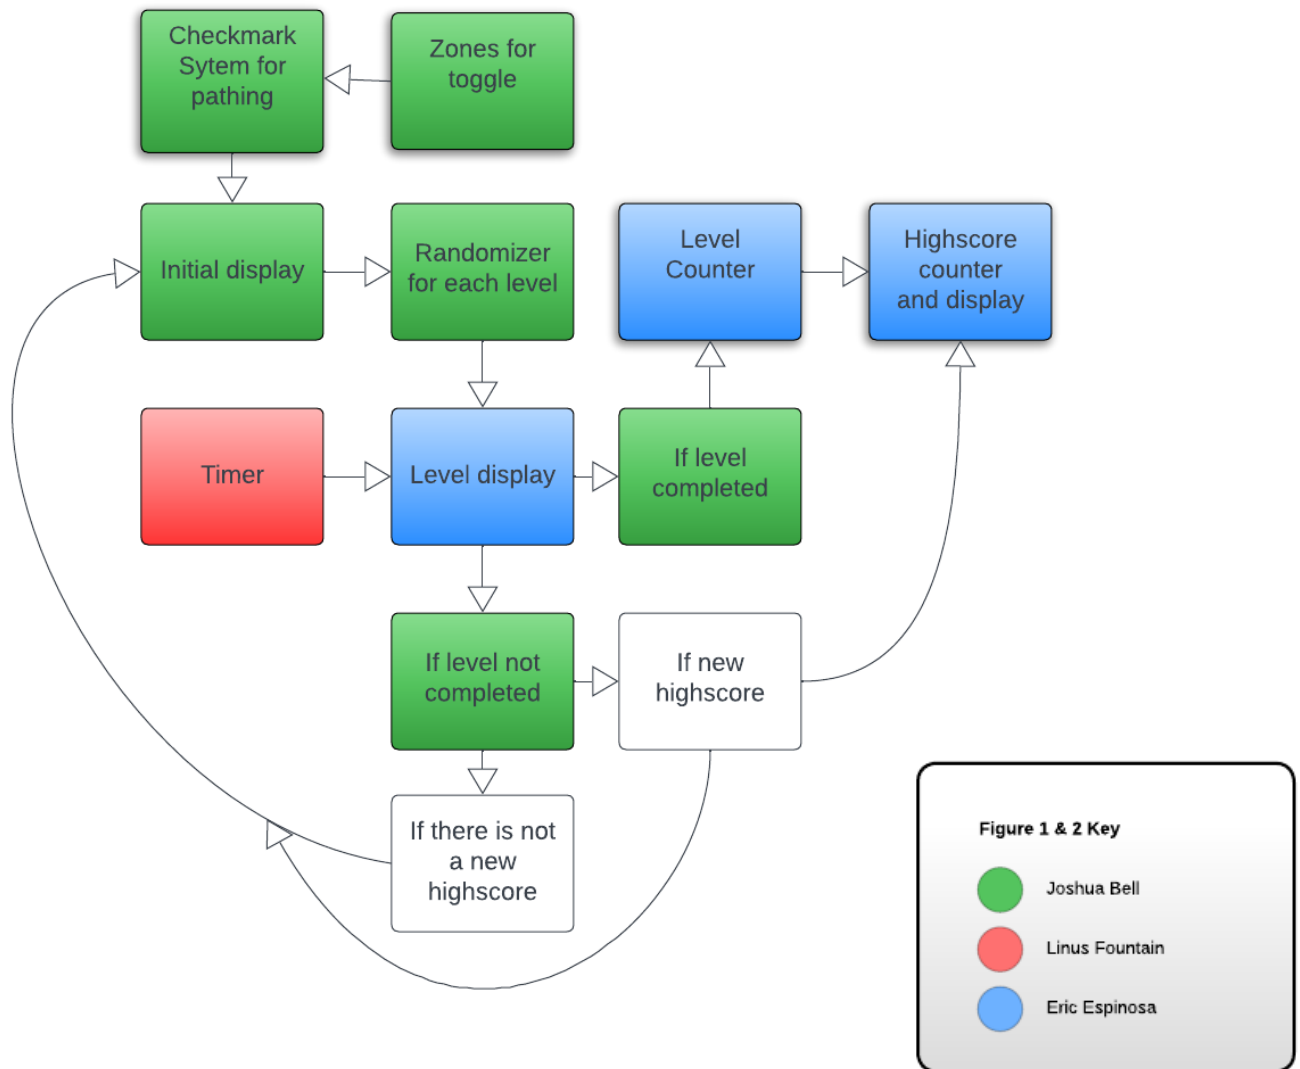 Checkmark
Sytem for
pathing
Zones for
toggle
Initial display
Randomizer
for each level
Level
Counter
Highscore
counter
and display
Timer
Level display
If level
completed
If level not
completed
If new
highscore
If there is not
a new
highscore
Figure 1 & 2 Key
Joshua Bell
Linus Fountain
Eric Espinosa